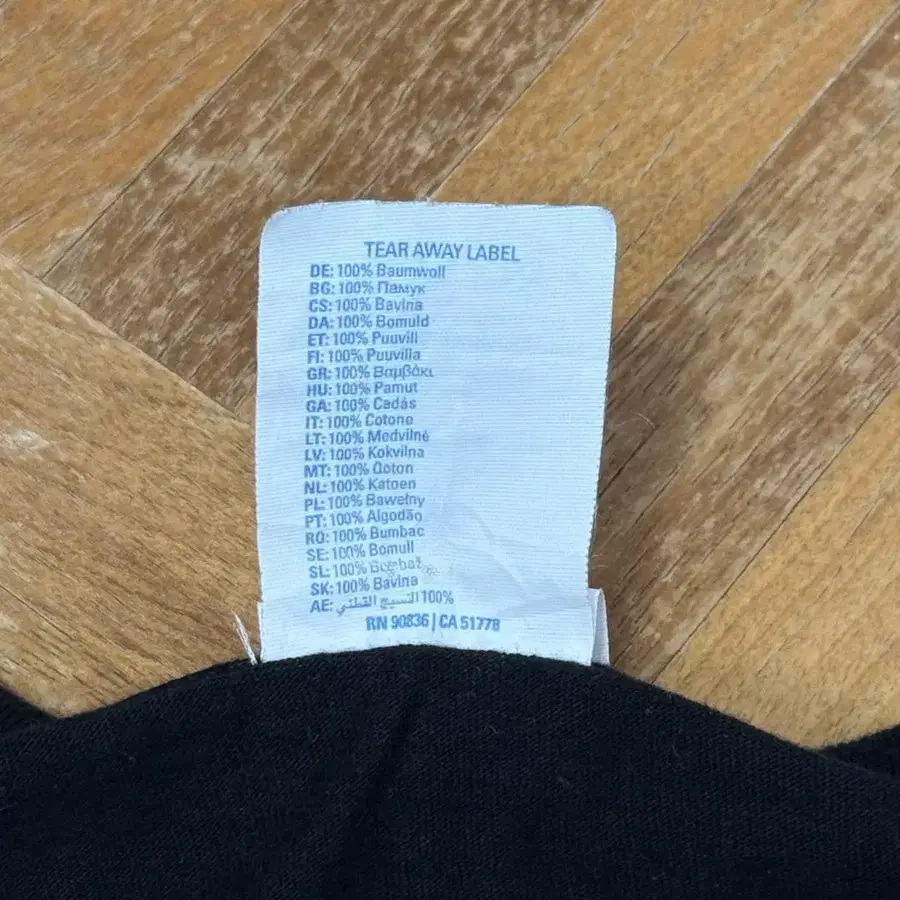 TEAR AWAY LABEL
DE: 100% Baumwoll
BG: 100% Памук
CS: 100% Bavlna
DA: 100% Bomuld
ET: 100% Puuvill
FI: 100% Puuvilla
GR: 100% Βαμβάκι
HU: 100% Pamut
GA: 100% Cadás
IT: 100% Cotone
LT: 100% Medvilnė
LV: 100% Kokvilna
MT: 100% Qoton
NL: 100% Katoen
PL: 100% Bawełny
PT: 100% Algodão
RO: 100% Bumbac
SE: 100% Bomull
SL: 100%
SK: 100% Bavlna
AE: 100% النسيج القطني
RN 90836 | CA 51778